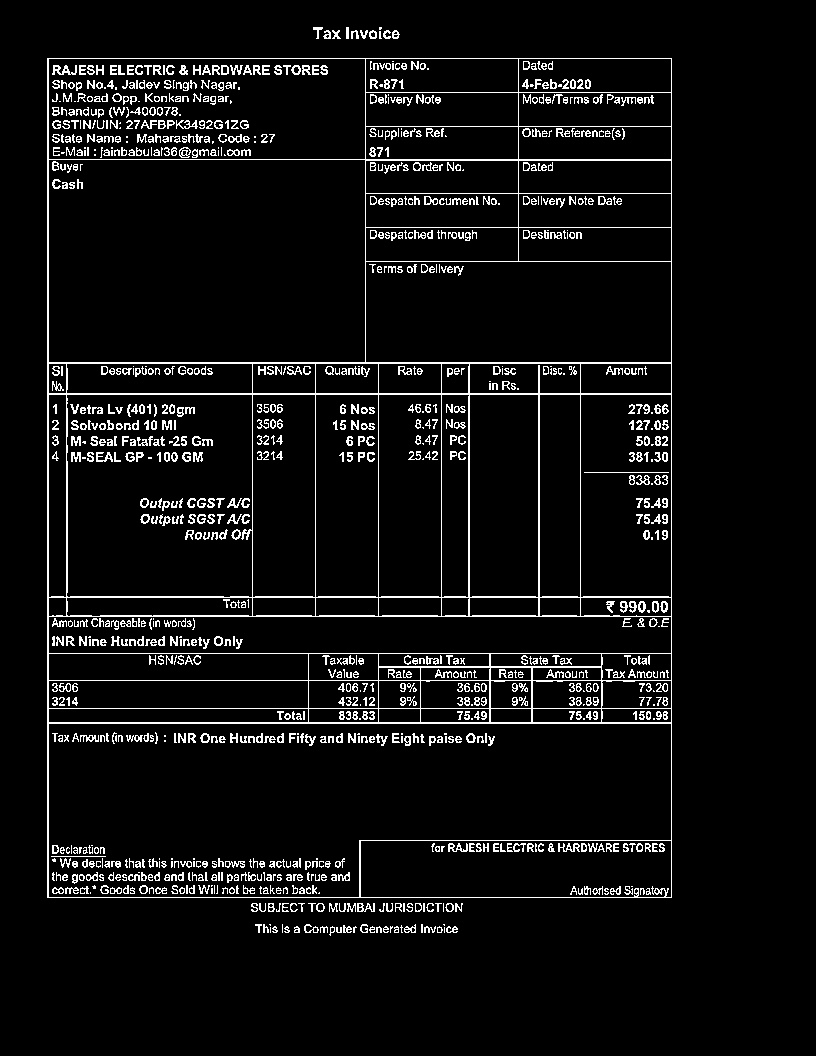 Tax Invoice
RAJESH ELECTRIC & HARDWARE STORES
Shop No.4, Jaldev Singh Nagar,
J.M.Road Opp. Konkan Nagar,
Bhandup (W)-400078.
GSTIN/UIN: 27AFBPK3492G1ZG
State Name : Maharashtra, Code : 27
E-Mail : jainbabulal36@gmail.com
Invoice No.
R-871
Dated
4-Feb-2020
Delivery Note
Mode/Terms of Payment
Supplier's Ref.
871
Other Reference(s)
Buyer
Cash
Buyer's Order No.
Dated
Despatch Document No.
Delivery Note Date
Despatched through
Destination
Terms of Delivery
Sl No. Description of Goods HSN/SAC Quantity Rate per Disc in Rs. Disc. % Amount
1 Vetra Lv (401) 20gm 3506 6 Nos 46.61 Nos 279.66
2 Solvobond 10 Ml 3506 15 Nos 8.47 Nos 127.05
3 M- Seal Fatafat -25 Gm 3214 6 PC 8.47 PC 50.82
4 M-SEAL GP - 100 GM 3214 15 PC 25.42 PC 381.30
838.83
Output CGST A/C 75.49
Output SGST A/C 75.49
Round Off 0.19
Total ₹ 990.00
Amount Chargeable (in words) E. & O.E
INR Nine Hundred Ninety Only
HSN/SAC Taxable Value Central Tax State Tax Total Tax Amount
Rate Amount Rate Amount
3506 406.71 9% 36.60 9% 36.60 73.20
3214 432.12 9% 38.89 9% 38.89 77.78
Total 838.83 75.49 75.49 150.98
Tax Amount (in words) : INR One Hundred Fifty and Ninety Eight paise Only
Declaration
* We declare that this invoice shows the actual price of
the goods described and that all particulars are true and
correct.* Goods Once Sold Will not be taken back.
for RAJESH ELECTRIC & HARDWARE STORES
Authorised Signatory
SUBJECT TO MUMBAI JURISDICTION
This is a Computer Generated Invoice